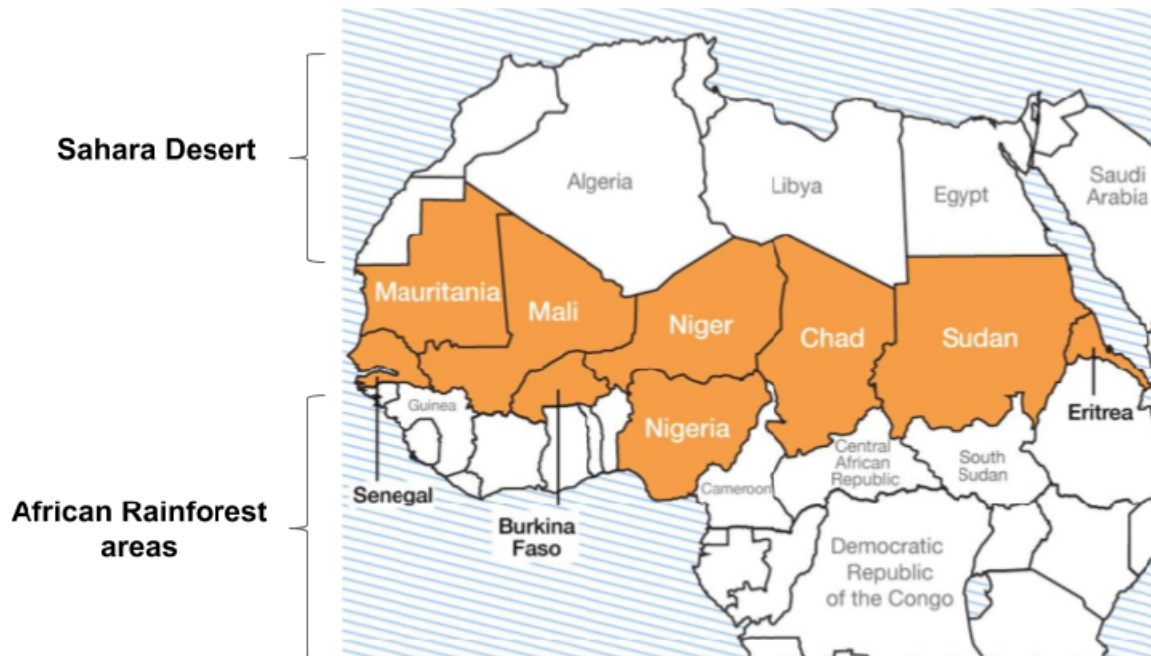 Sahara Desert
African Rainforest
areas
Algeria
Libya
Egypt
Saudi
Arabia
Mauritania
Mali
Niger
Chad
Sudan
Eritrea
Guinea
Nigeria
Senegal
Burkina
Faso
Cameroon
Central
African
Republic
South
Sudan
Democratic
Republic
of the Congo